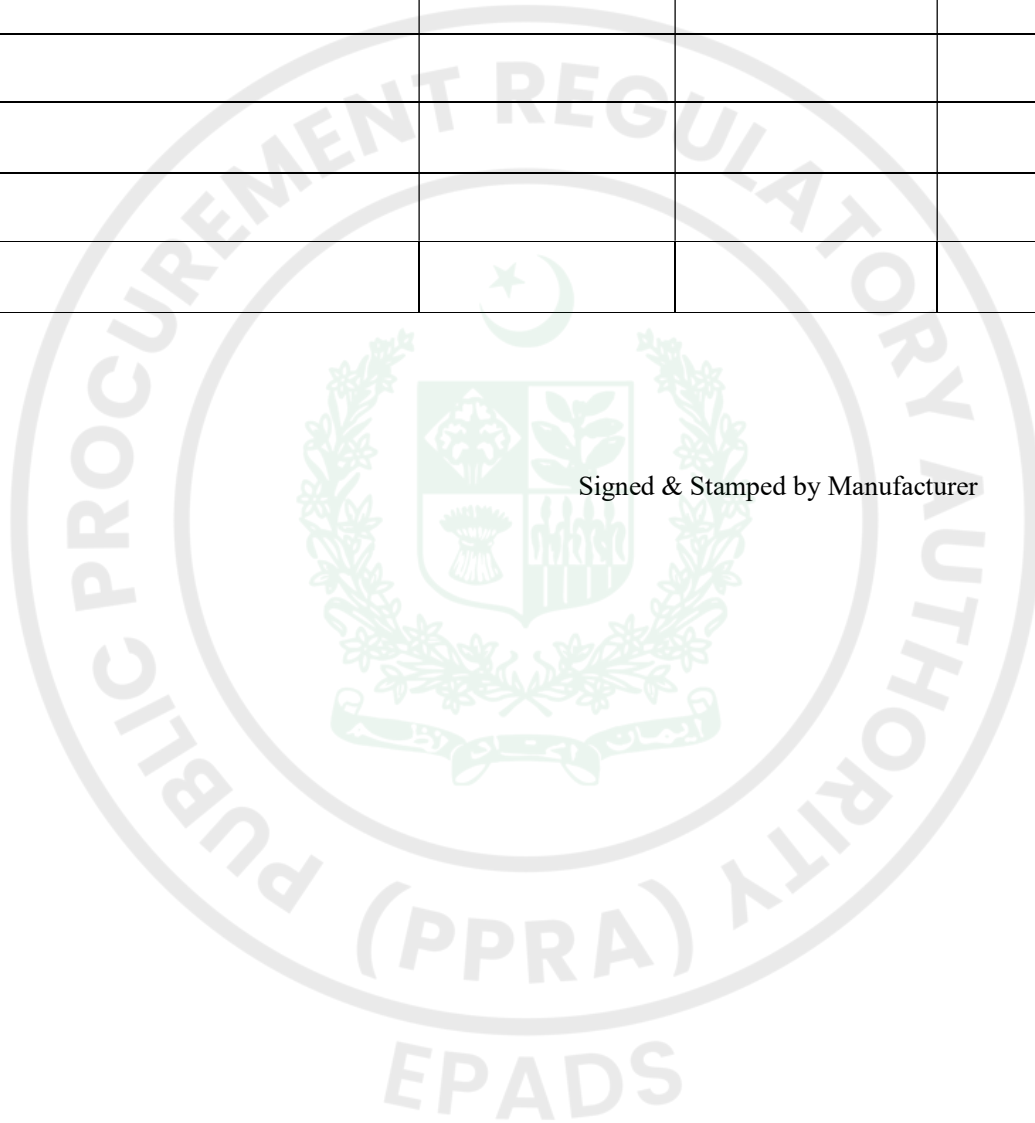 Signed & Stamped by Manufacturer
PUBLIC PROCUREMENT REGULATORY AUTHORITY
(PPRA)
EPADS